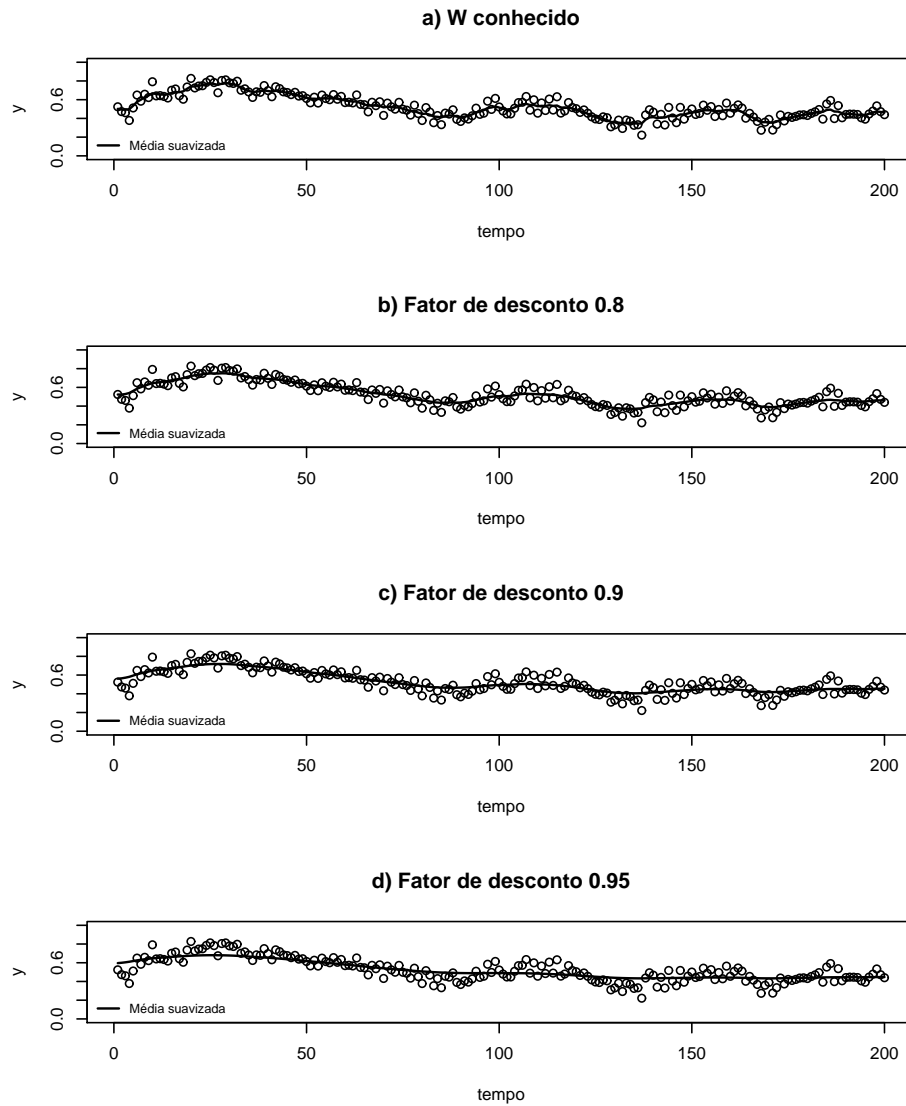 a) W conhecido
y
0.0 0.6
Média suavizada
0 50 100 150 200
tempo
b) Fator de desconto 0.8
y
0.0 0.6
Média suavizada
0 50 100 150 200
tempo
c) Fator de desconto 0.9
y
0.0 0.6
Média suavizada
0 50 100 150 200
tempo
d) Fator de desconto 0.95
y
0.0 0.6
Média suavizada
0 50 100 150 200
tempo